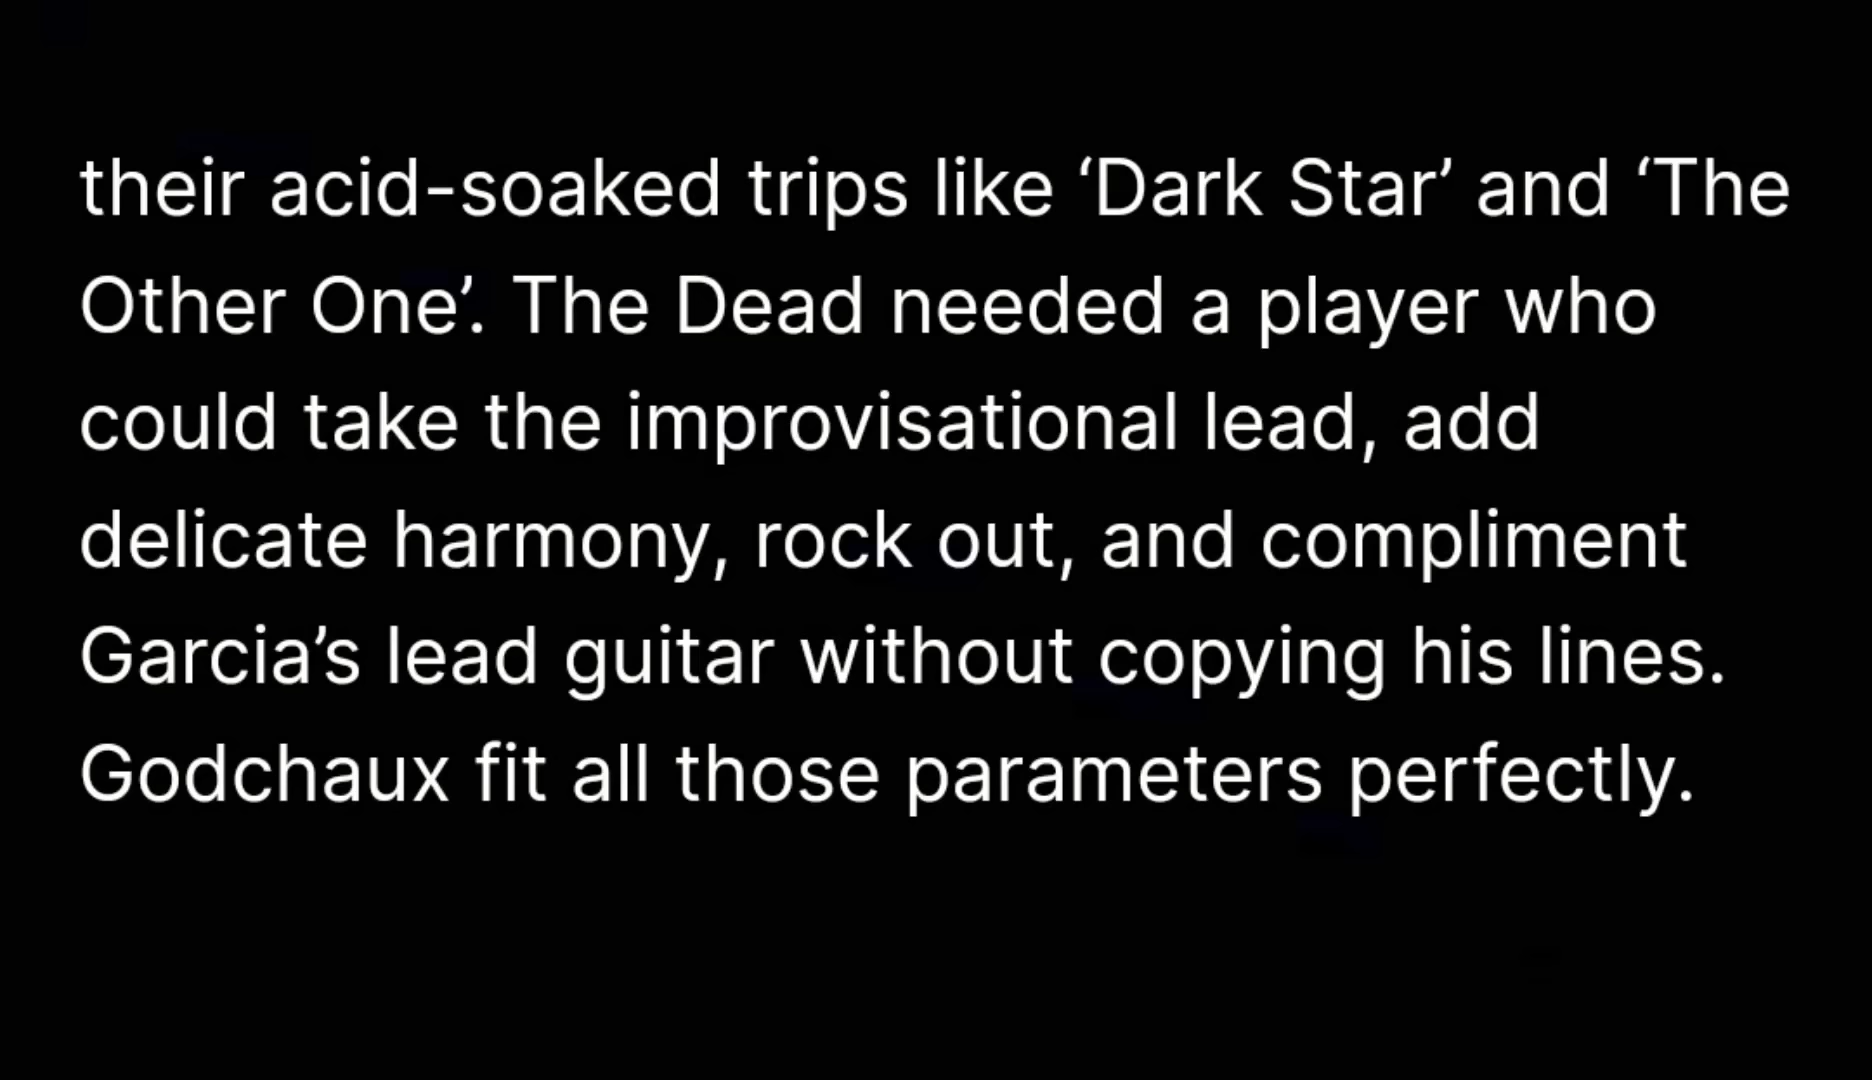 their acid-soaked trips like ‘Dark Star’ and ‘The
Other One’. The Dead needed a player who
could take the improvisational lead, add
delicate harmony, rock out, and compliment
Garcia’s lead guitar without copying his lines.
Godchaux fit all those parameters perfectly.